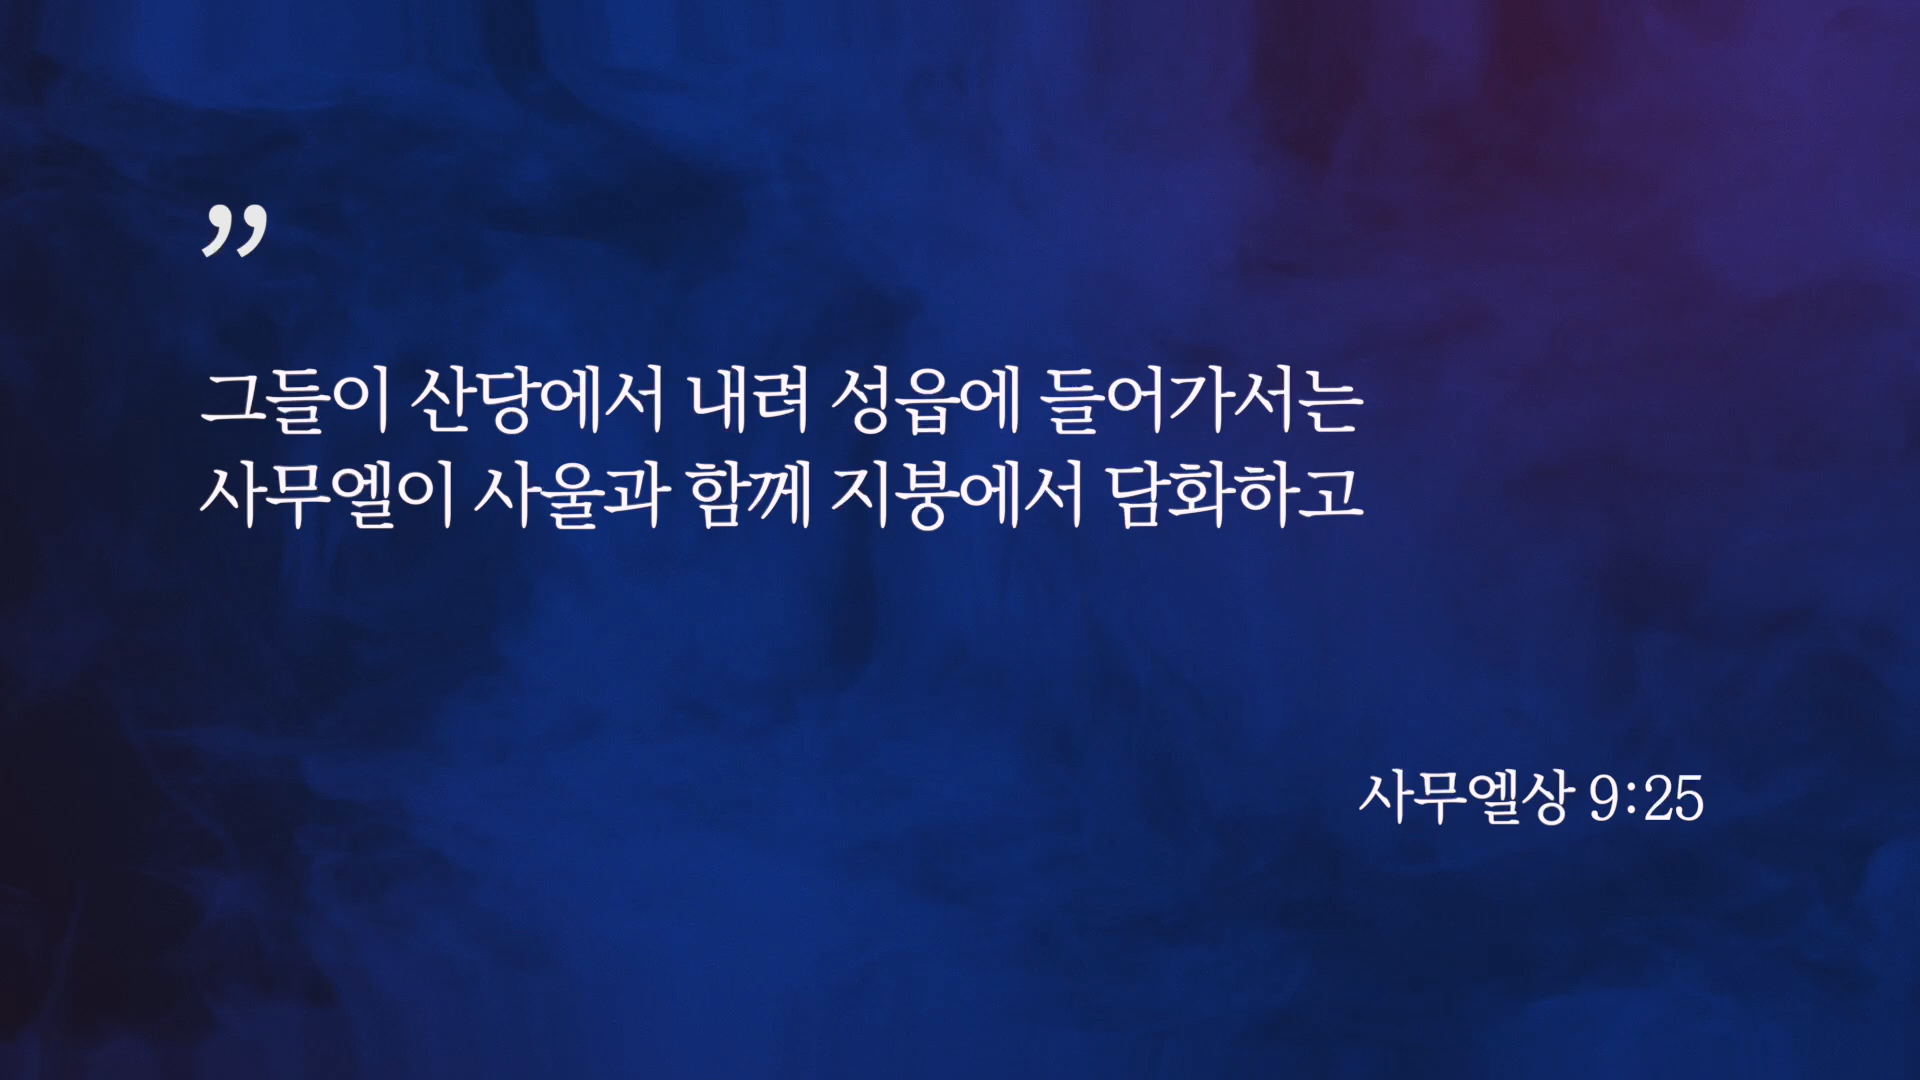 ”
그들이 산당에서 내려 성읍에 들어가서는
사무엘이 사울과 함께 지붕에서 담화하고
사무엘상 9:25